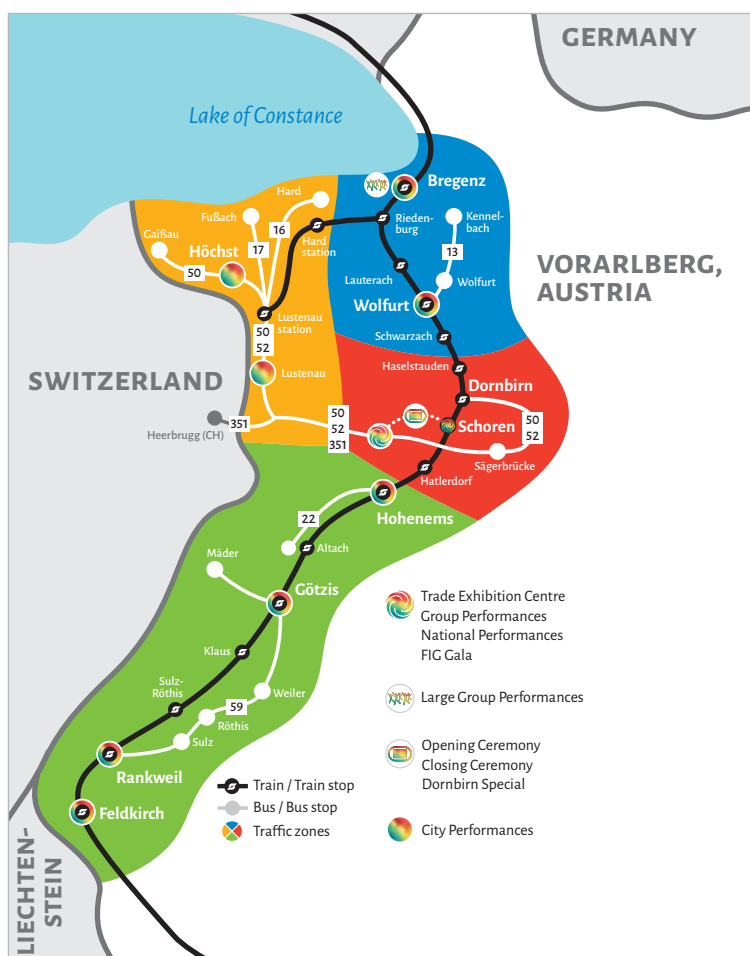 GERMANY
Lake of Constance
Bregenz
Hard
Fußach
16
Rieden-
burg
Kennel-
bach
Gaißau
Höchst
17
Hard
station
13
50
Lauterach
Wolfurt
VORARLBERG,
AUSTRIA
Wolfurt
Lustenau
station
50
52
Schwarzach
Haselstauden
SWITZERLAND
Lustenau
Dornbirn
351
Heerbrugg (CH)
50
52
351
Schoren
50
52
Sägerbrücke
Hatlerdorf
Hohenems
22
Altach
Mäder
Götzis
Trade Exhibition Centre
Group Performances
National Performances
FIG Gala
Klaus
Sulz-
Röthis
Weiler
59
Röthis
Sulz
Large Group Performances
Rankweil
Opening Ceremony
Closing Ceremony
Dornbirn Special
Train / Train stop
Bus / Bus stop
Traffic zones
Feldkirch
City Performances
LIECHTEN-
STEIN